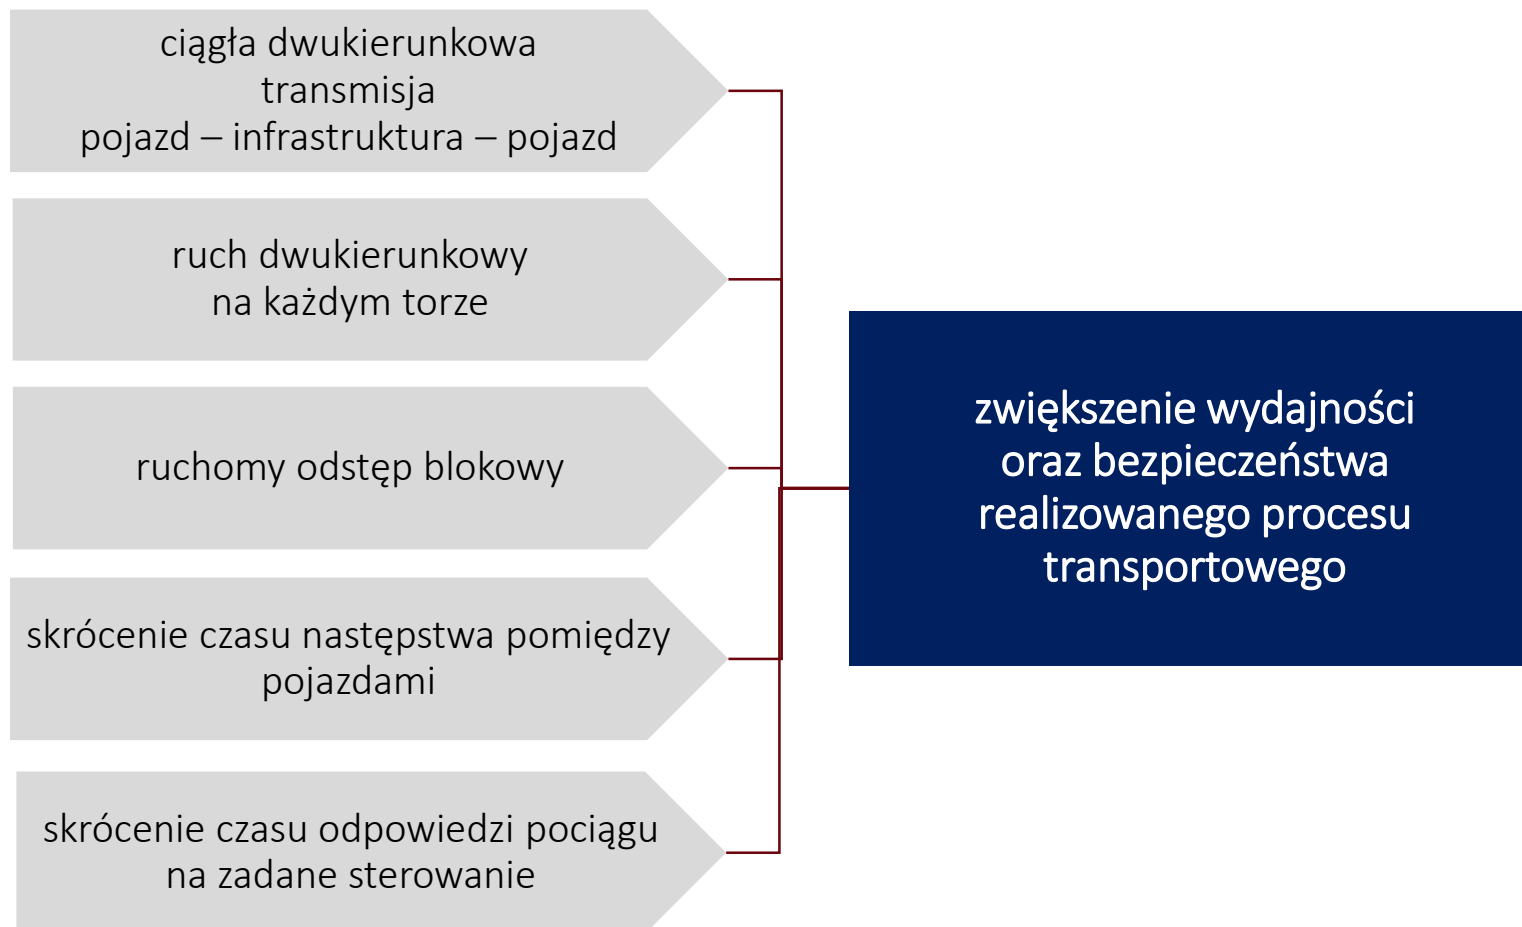 ciągła dwukierunkowa
transmisja
pojazd – infrastruktura – pojazd
ruch dwukierunkowy
na każdym torze
ruchomy odstęp blokowy
skrócenie czasu następstwa pomiędzy
pojazdami
skrócenie czasu odpowiedzi pociągu
na zadane sterowanie
zwiększenie wydajności
oraz bezpieczeństwa
realizowanego procesu
transportowego